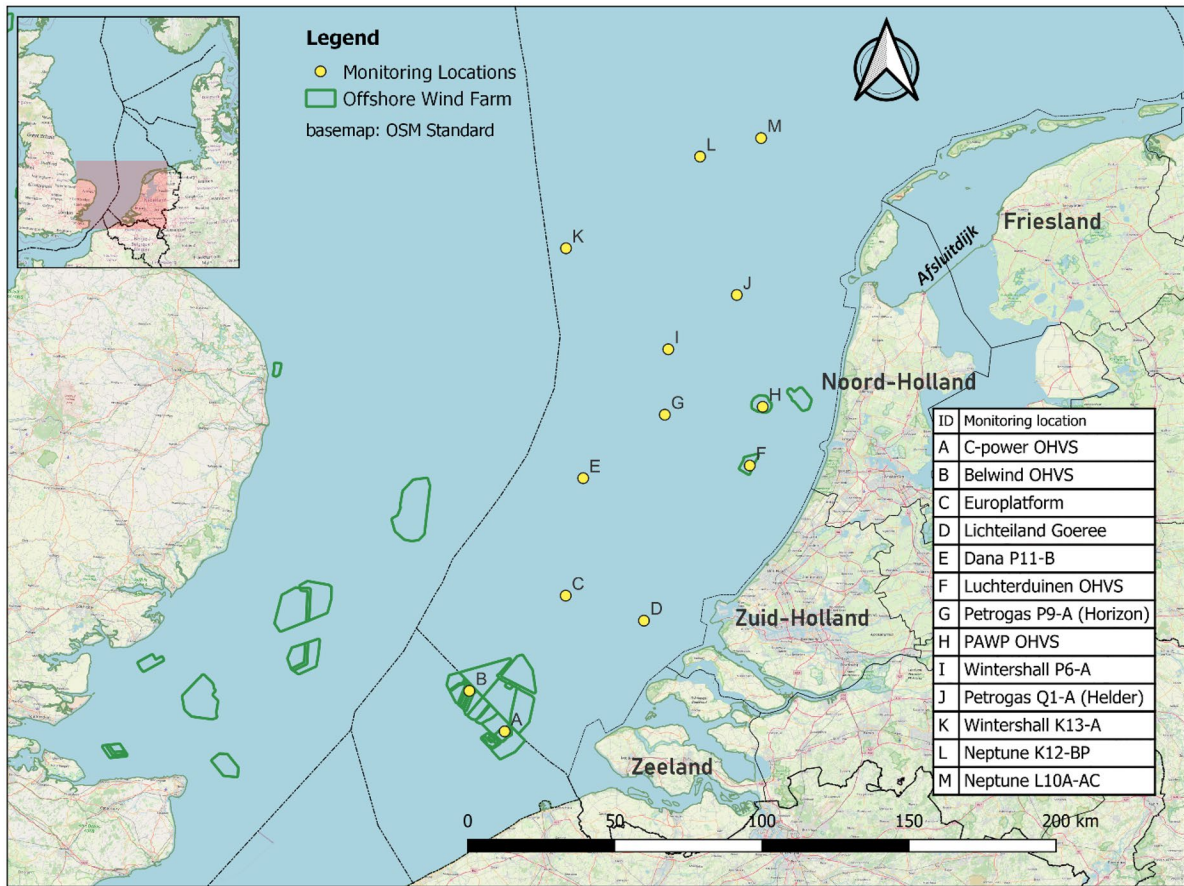 Legend
Monitoring Locations
Offshore Wind Farm
basemap: OSM Standard
M
L
K
Friesland
Afsluitdijk
J
I
Noord-Holland
H
G
F
E
C
D
Zuid-Holland
B
A
Zeeland
ID Monitoring location
A C-power OHVS
B Belwind OHVS
C Europlatform
D Lichteiland Goeree
E Dana P11-B
F Luchterduinen OHVS
G Petrogas P9-A (Horizon)
H PAWP OHVS
I Wintershall P6-A
J Petrogas Q1-A (Helder)
K Wintershall K13-A
L Neptune K12-BP
M Neptune L10A-AC
0 50 100 150 200 km